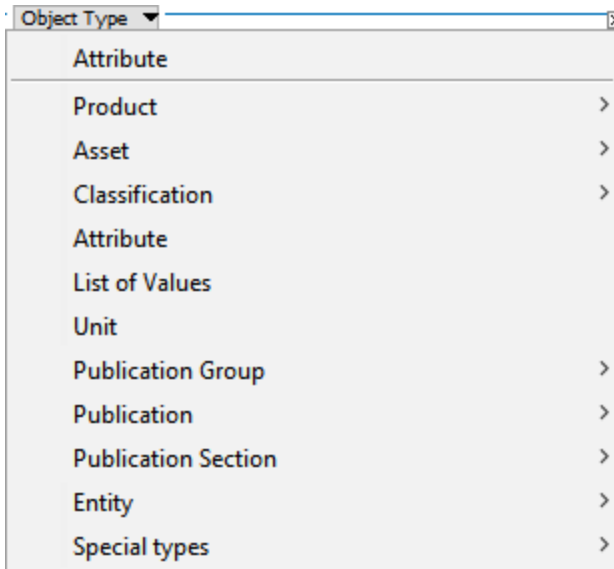 Object Type
Attribute
Product
Asset
Classification
Attribute
List of Values
Unit
Publication Group
Publication
Publication Section
Entity
Special types